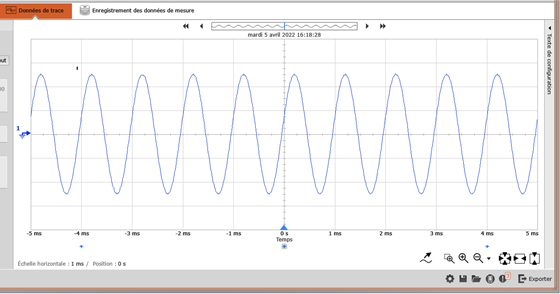 Données de trace Enregistrement des données de mesure
mardi 5 avril 2022 16:18:28
Texte de configuration
1
-5 ms -4 ms -3 ms -2 ms -1 ms 0 s 1 ms 2 ms 3 ms 4 ms 5 ms
Temps
Échelle horizontale : 1 ms / Position : 0 s
Exporter